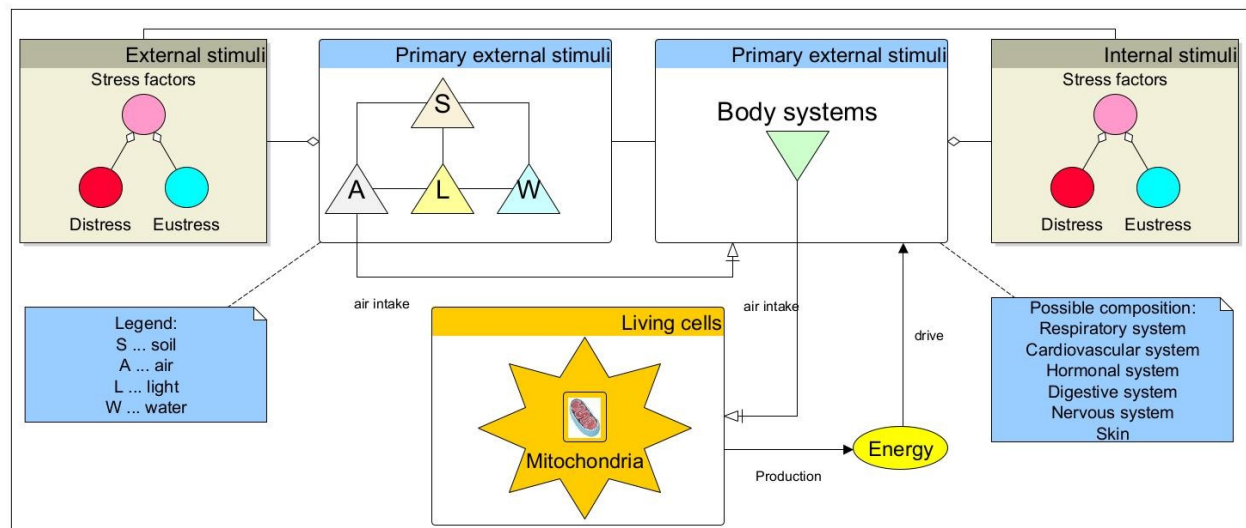 External stimuli
Stress factors
Distress
Eustress
Primary external stimuli
S
A
L
W
Primary external stimuli
Body systems
Internal stimuli
Stress factors
Distress
Eustress
air intake
air intake
drive
Legend:
S ... soil
A ... air
L ... light
W ... water
Living cells
Mitochondria
Production
Energy
Possible composition:
Respiratory system
Cardiovascular system
Hormonal system
Digestive system
Nervous system
Skin